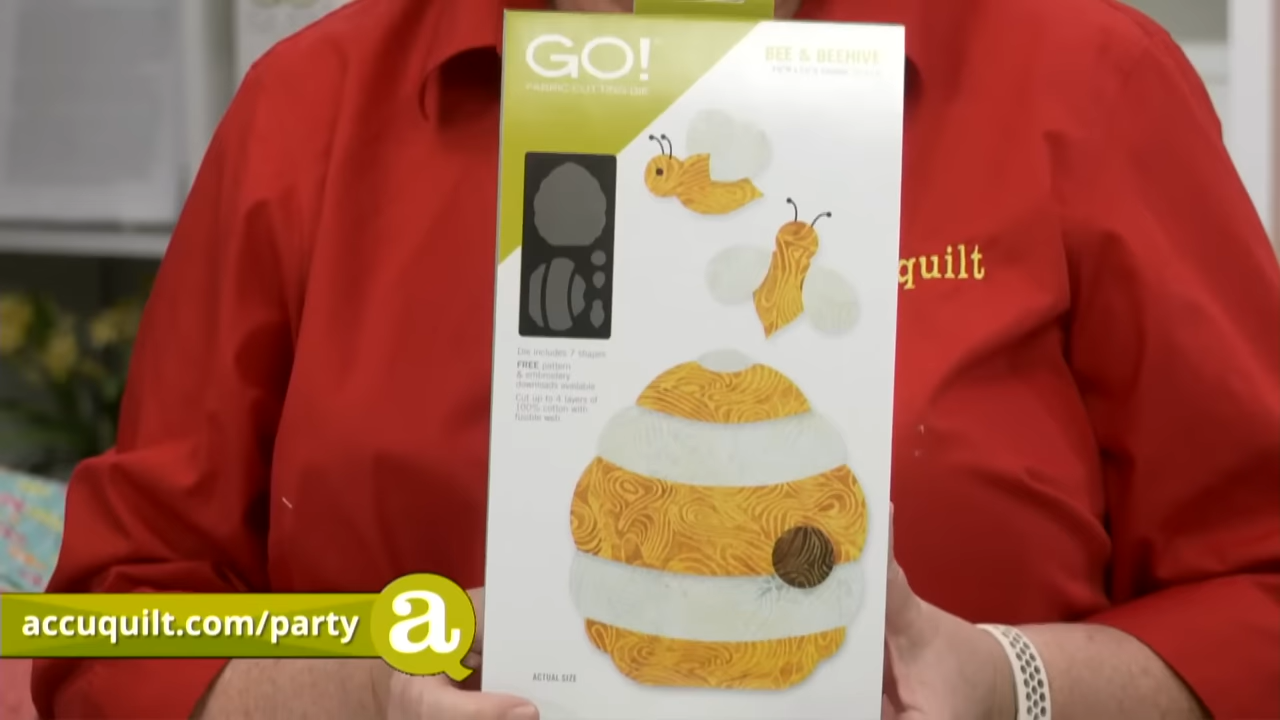 GO!
FABRIC CUTTING DIE
BEE & BEEHIVE
quilt
Die includes 7 shapes
FREE pattern
& embroidery
downloads available
Cut up to 4 layers of
100% cotton with
fusible web
ACTUAL SIZE
accuquilt.com/party
a